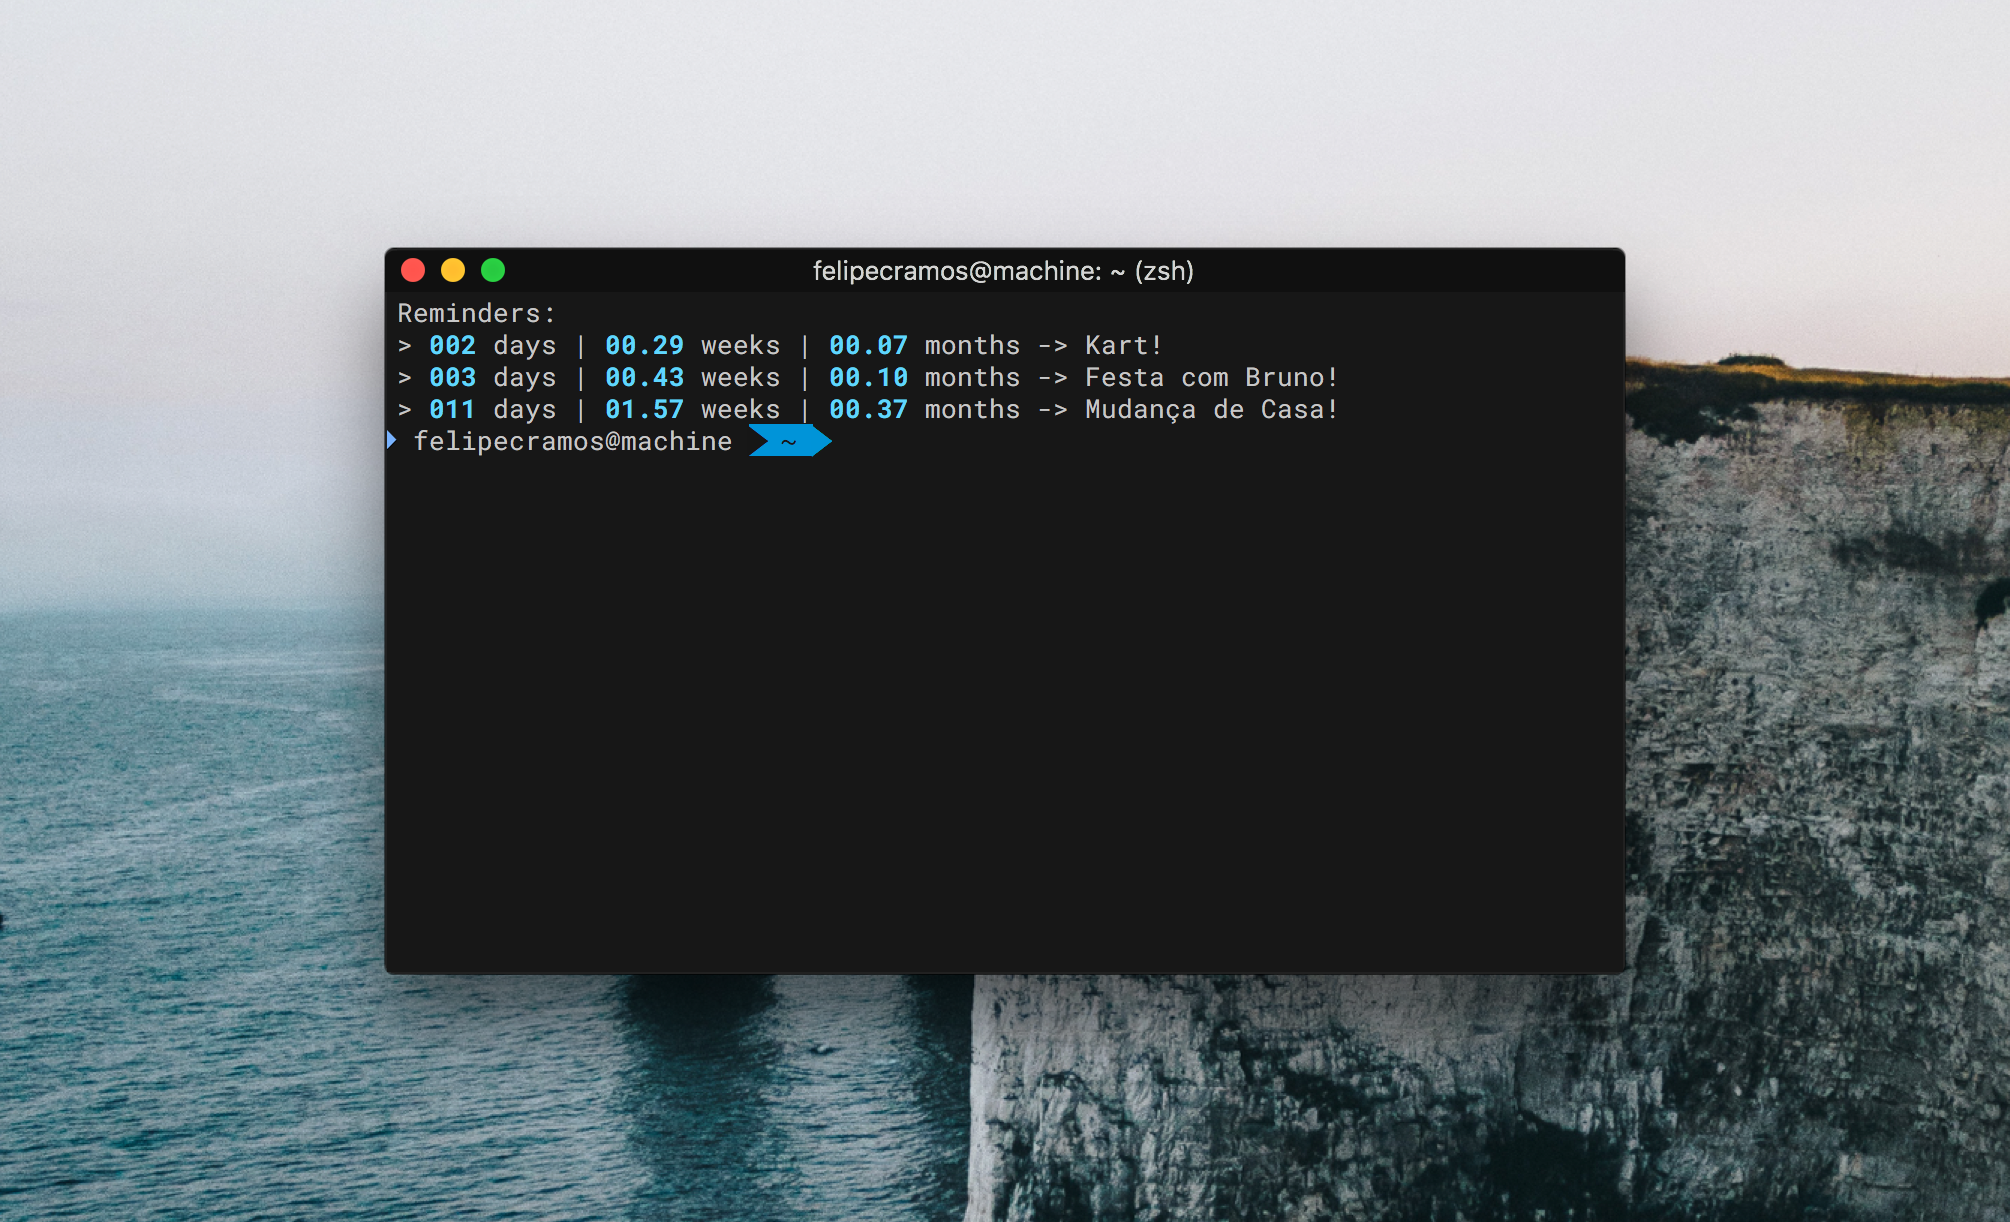 felipecramos@machine: ~ (zsh)
Reminders:
> 002 days | 00.29 weeks | 00.07 months -> Kart!
> 003 days | 00.43 weeks | 00.10 months -> Festa com Bruno!
> 011 days | 01.57 weeks | 00.37 months -> Mudança de Casa!
felipecramos@machine ~